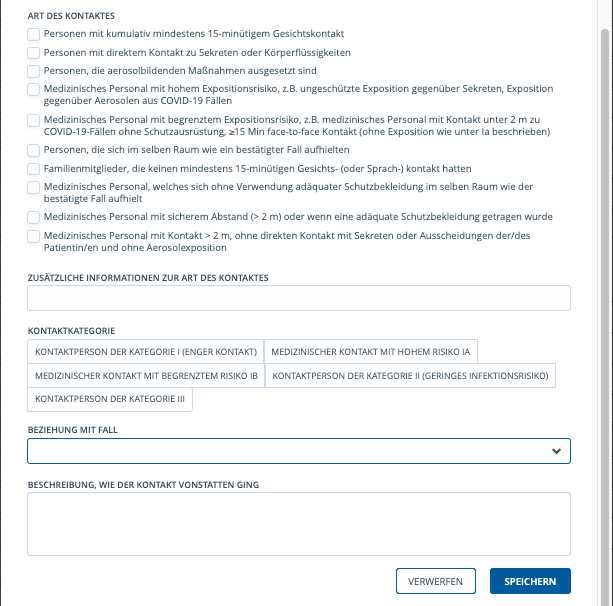 ART DES KONTAKTES
Personen mit kumulativ mindestens 15-minütigem Gesichtskontakt
Personen mit direktem Kontakt zu Sekreten oder Körperflüssigkeiten
Personen, die aerosolbildenden Maßnahmen ausgesetzt sind
Medizinisches Personal mit hohem Expositionsrisiko, z.B. ungeschützte Exposition gegenüber Sekreten, Exposition
gegenüber Aerosolen aus COVID-19 Fällen
Medizinisches Personal mit begrenztem Expositionsrisiko, z.B. medizinisches Personal mit Kontakt unter 2 m zu
COVID-19-Fällen ohne Schutzausrüstung, ≥15 Min face-to-face Kontakt (ohne Exposition wie unter Ia beschrieben)
Personen, die sich im selben Raum wie ein bestätigter Fall aufhielten
Familienmitglieder, die keinen mindestens 15-minütigen Gesichts- (oder Sprach-) kontakt hatten
Medizinisches Personal, welches sich ohne Verwendung adäquater Schutzbekleidung im selben Raum wie der
bestätigte Fall aufhielt
Medizinisches Personal mit sicherem Abstand (> 2 m) oder wenn eine adäquate Schutzbekleidung getragen wurde
Medizinisches Personal mit Kontakt > 2 m, ohne direkten Kontakt mit Sekreten oder Ausscheidungen der/des
Patientin/en und ohne Aerosolexposition
ZUSÄTZLICHE INFORMATIONEN ZUR ART DES KONTAKTES
KONTAKTKATEGORIE
KONTAKTPERSON DER KATEGORIE I (ENGER KONTAKT) MEDIZINISCHER KONTAKT MIT HOHEM RISIKO IA
MEDIZINISCHER KONTAKT MIT BEGRENZTEM RISIKO IB KONTAKTPERSON DER KATEGORIE II (GERINGES INFEKTIONSRISIKO)
KONTAKTPERSON DER KATEGORIE III
BEZIEHUNG MIT FALL
BESCHREIBUNG, WIE DER KONTAKT VONSTATTEN GING
VERWERFEN SPEICHERN